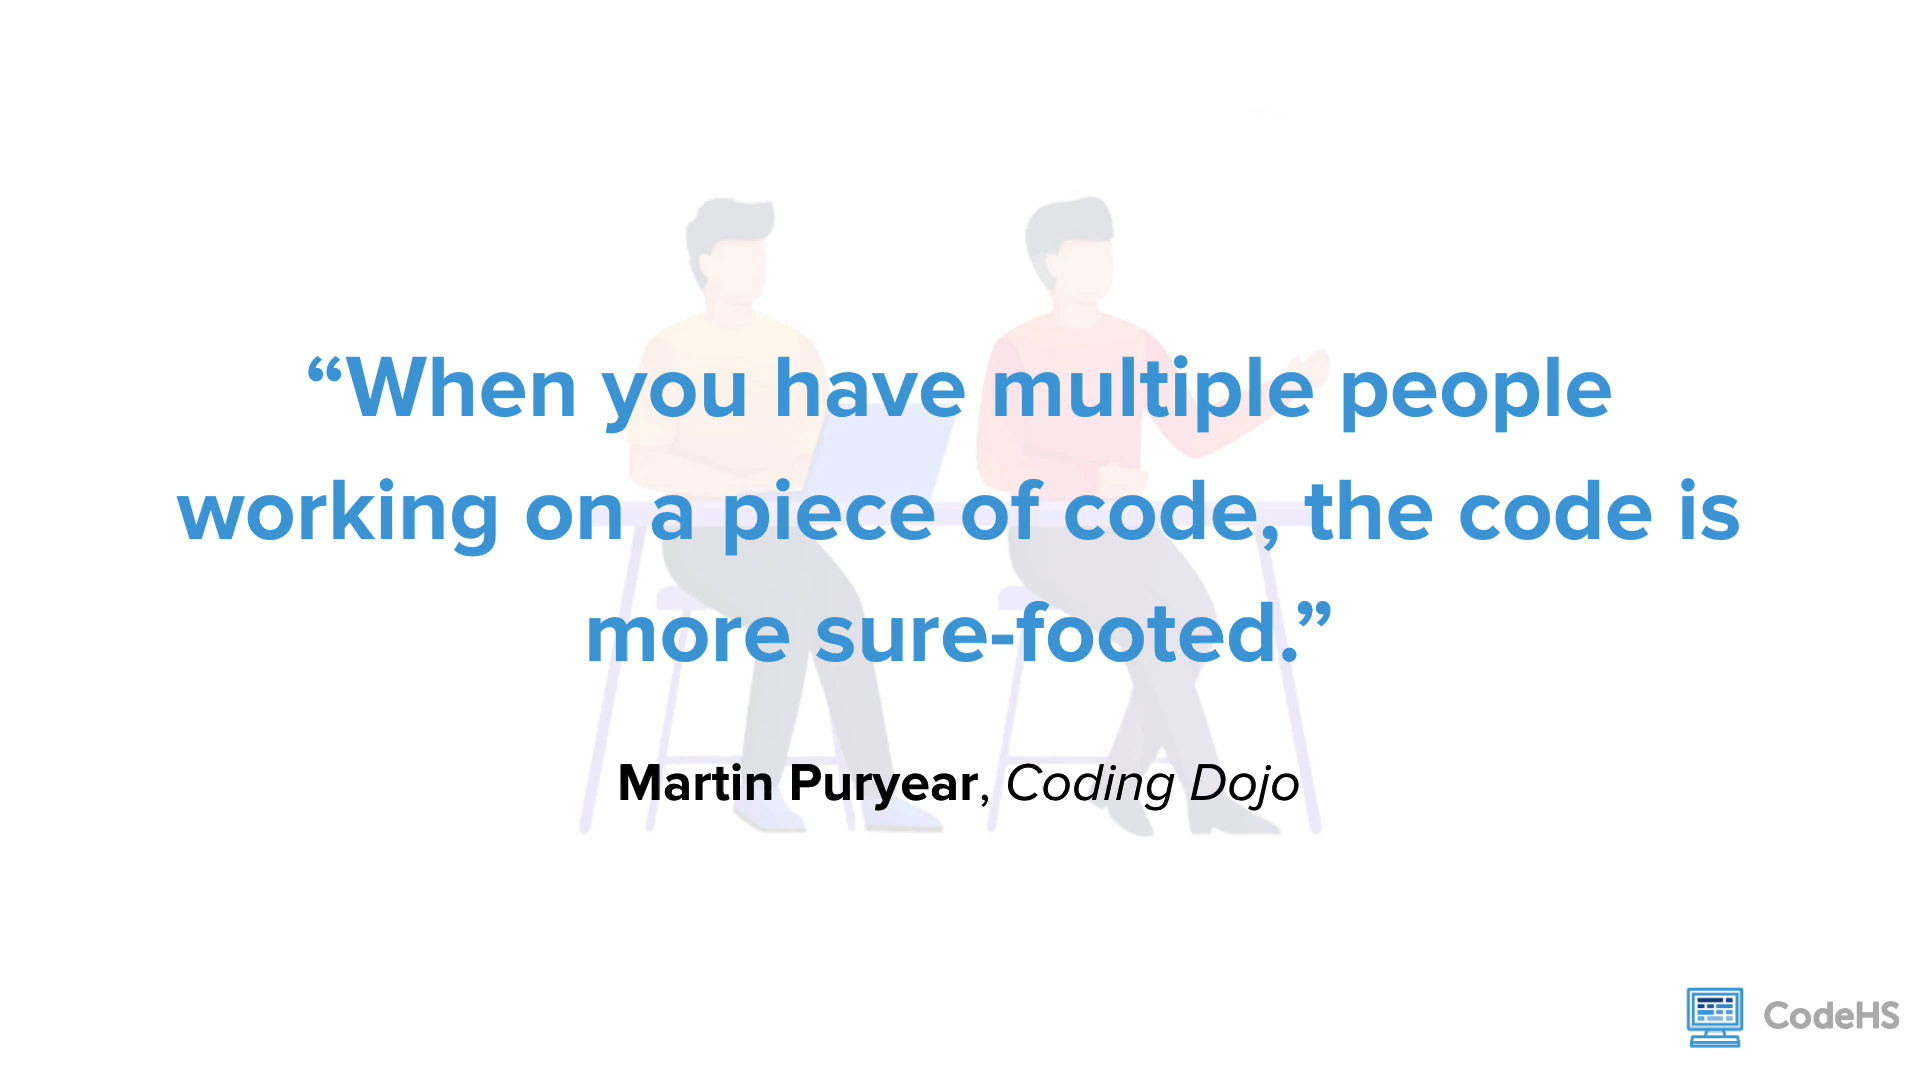 “When you have multiple people
working on a piece of code, the code is
more sure-footed.”
Martin Puryear, Coding Dojo
CodeHS